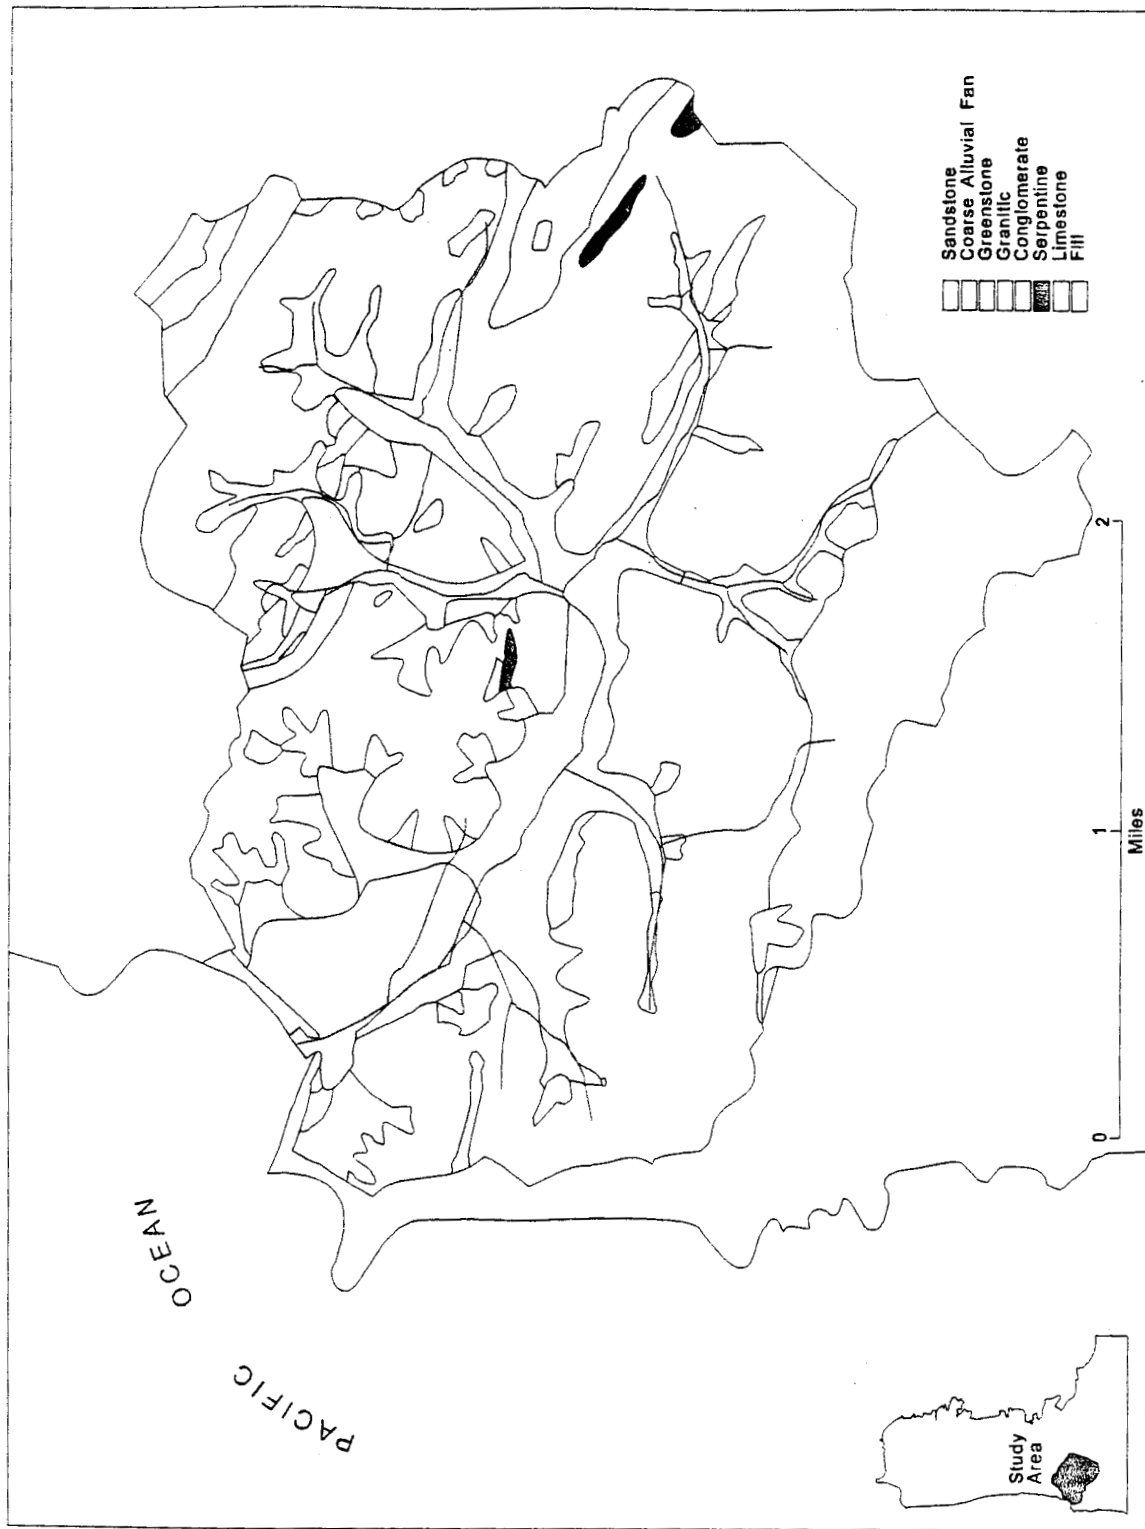 PACIFIC OCEAN
Sandstone
Coarse Alluvial Fan
Greenstone
Granitic
Conglomerate
Serpentine
Limestone
Fill
Study
Area
0 1 2
Miles